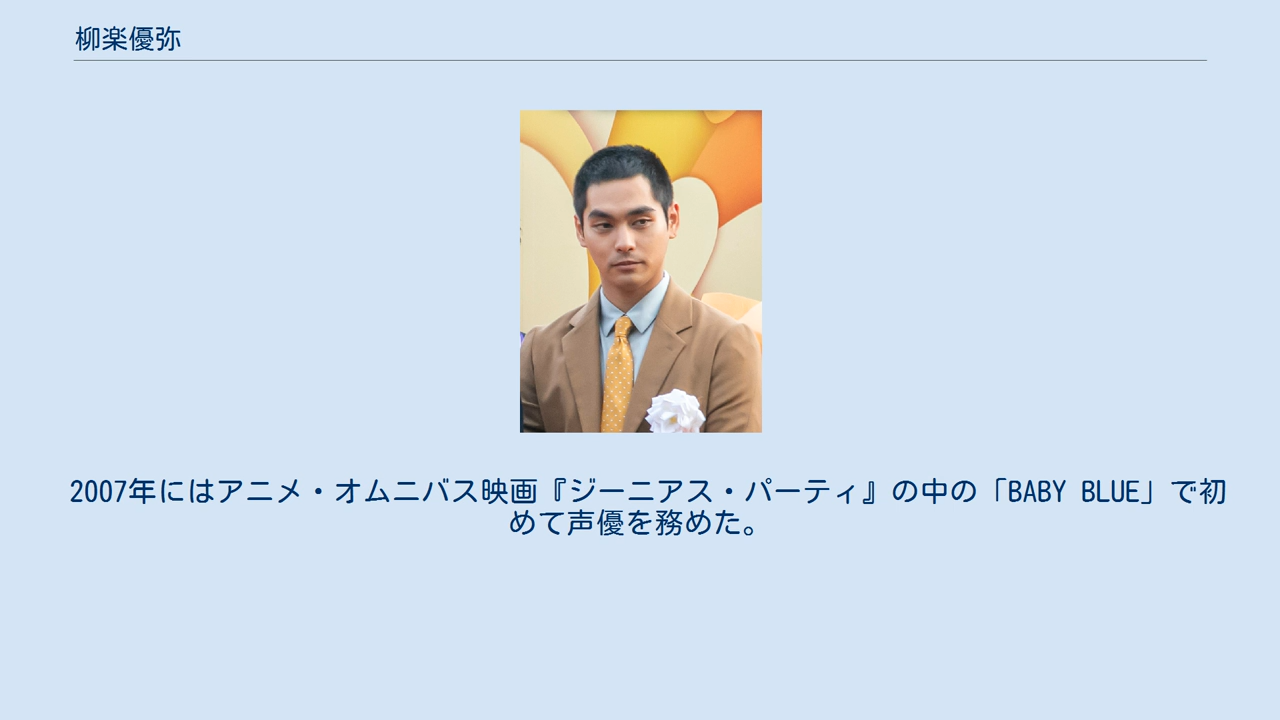 柳楽優弥
2007年にはアニメ・オムニバス映画『ジーニアス・パーティ』の中の「BABY BLUE」で初
めて声優を務めた。